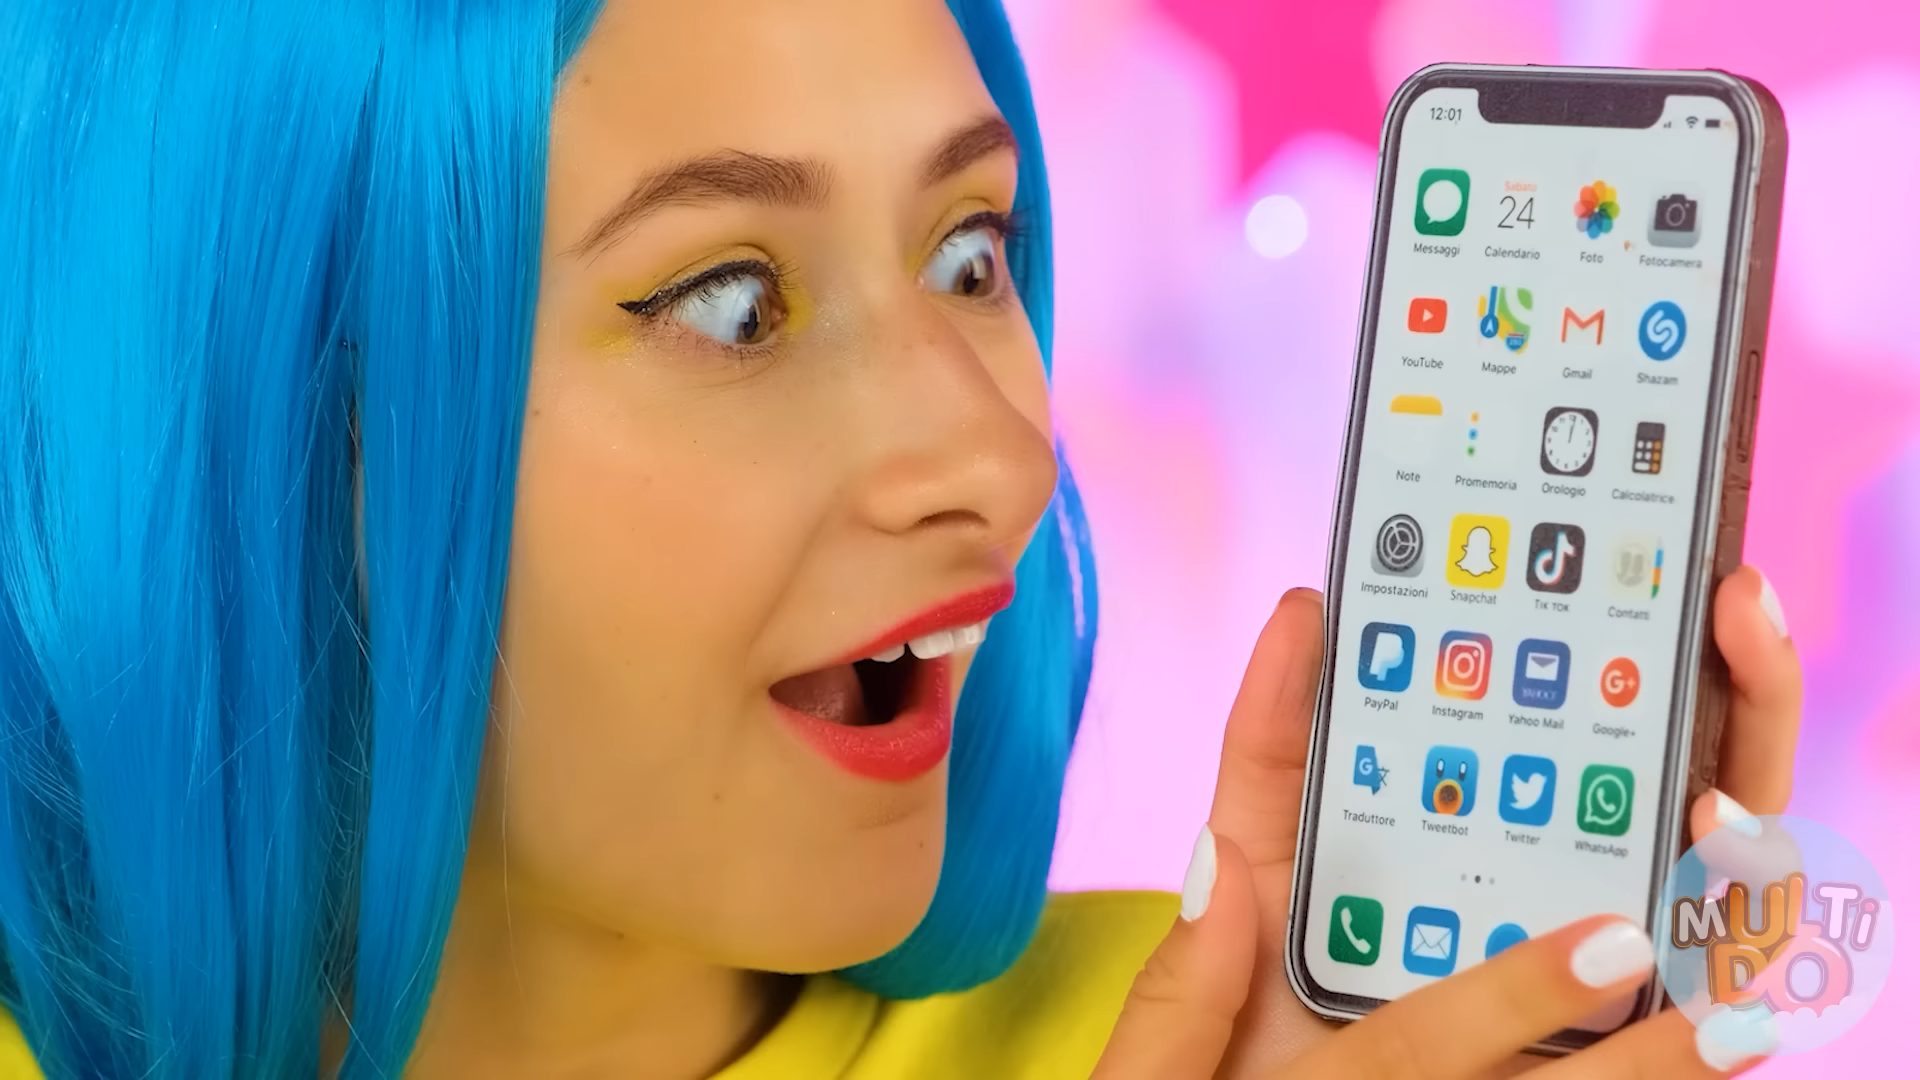 12:01
Sabato
24
Messaggi Calendario Foto Fotocamera
YouTube Mappe Gmail Shazam
Note Promemoria Orologio Calcolatrice
Impostazioni Snapchat TIK TOK Contatti
YAHOO!
G+
PayPal Instagram Yahoo Mail Google+
G
Traduttore Tweetbot Twitter WhatsApp
MULTi
DO